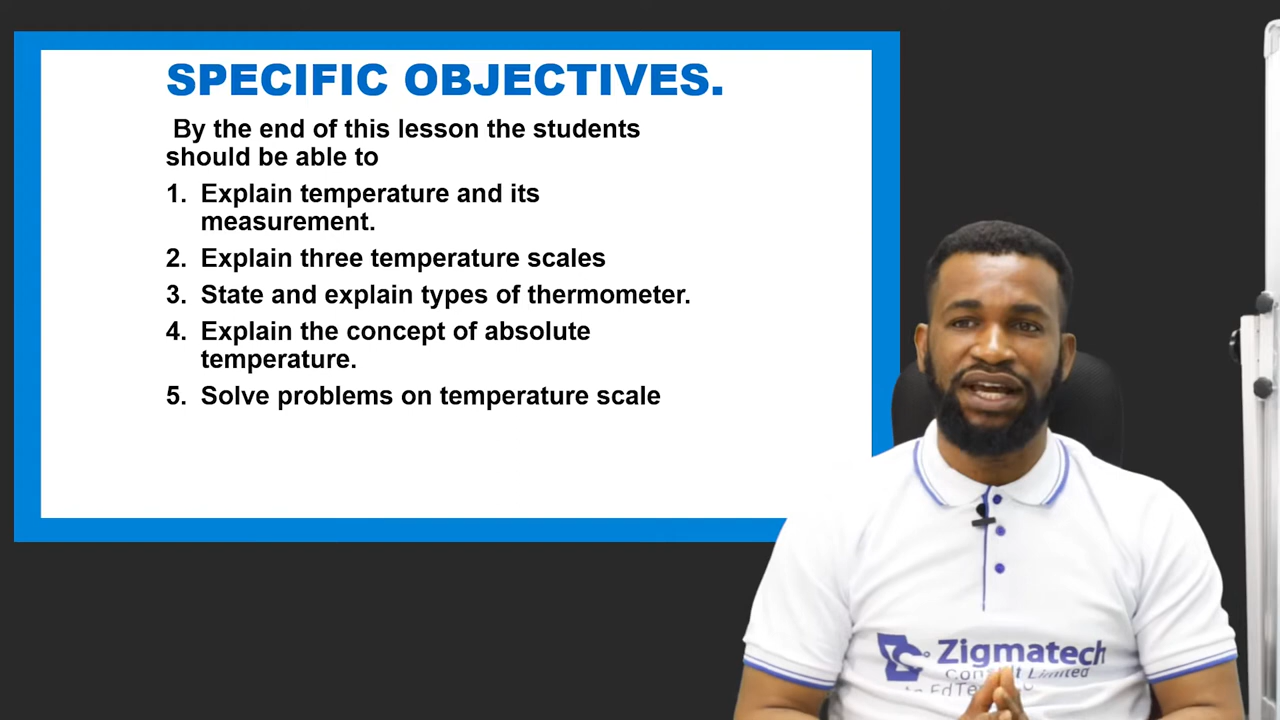 SPECIFIC OBJECTIVES.
By the end of this lesson the students
should be able to
1. Explain temperature and its
measurement.
2. Explain three temperature scales
3. State and explain types of thermometer.
4. Explain the concept of absolute
temperature.
5. Solve problems on temperature scale
Zigmatech
Limited